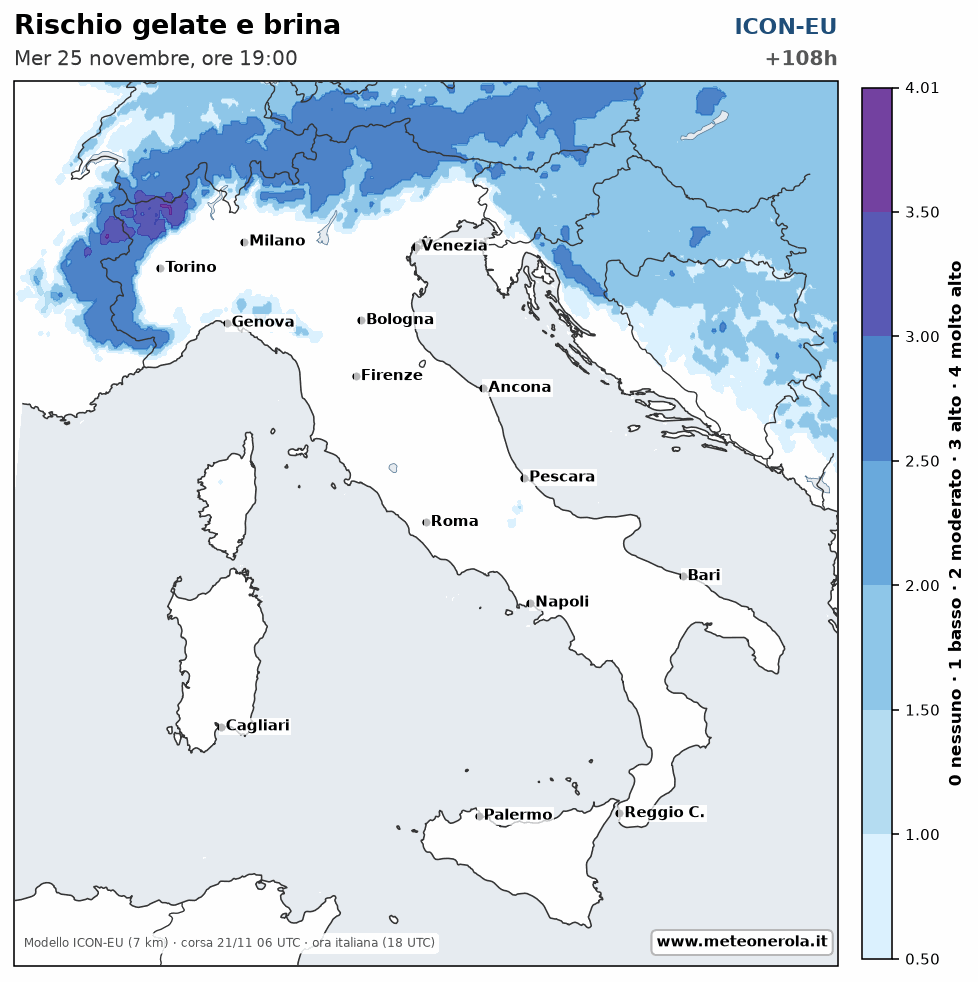 Rischio gelate e brina
ICON-EU
Mer 25 novembre, ore 19:00
+108h
Milano
Venezia
Torino
Genova
Bologna
Firenze
Ancona
Pescara
Roma
Bari
Napoli
Cagliari
Palermo
Reggio C.
Modello ICON-EU (7 km) · corsa 21/11 06 UTC · ora italiana (18 UTC)
www.meteonerola.it
4.01
3.50
3.00
2.50
2.00
1.50
1.00
0.50
0 nessuno · 1 basso · 2 moderato · 3 alto · 4 molto alto